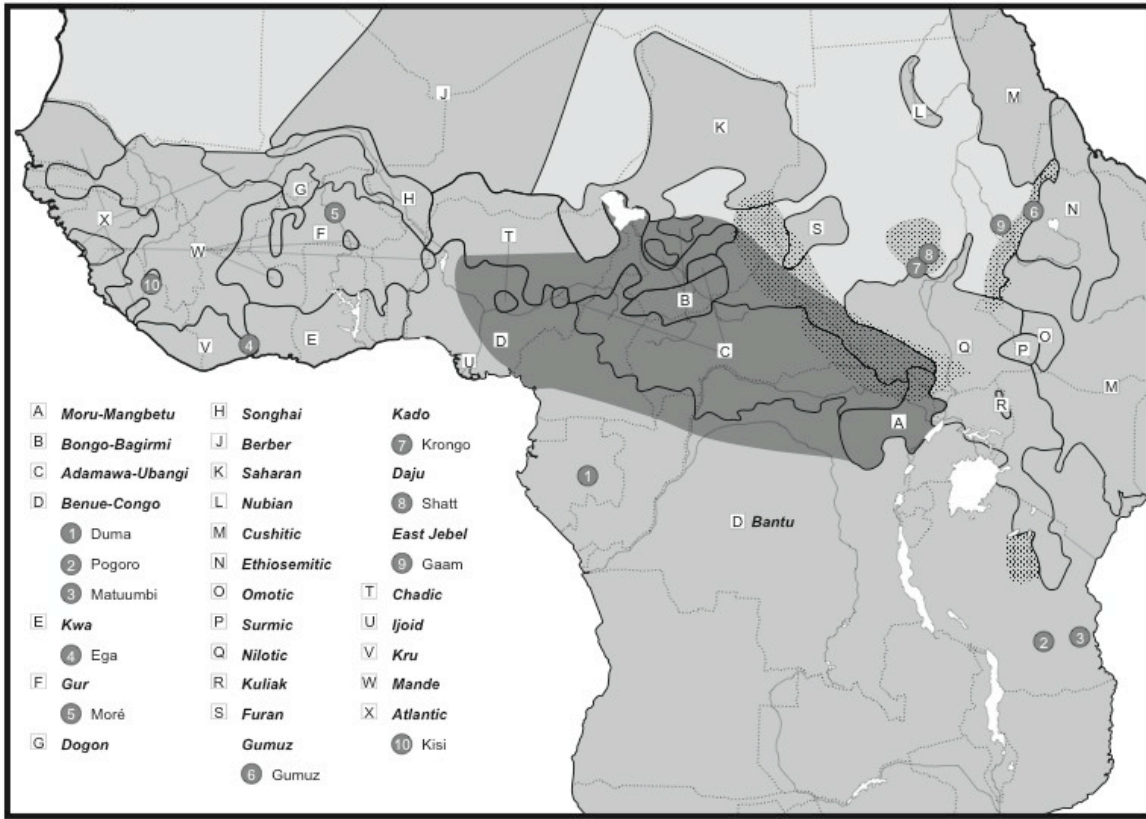 J
M
L
K
G
H
5
6
N
X
F
S
9
W
T
8
7
10
B
V
4
E
D
C
Q
P
O
U
M
R
A
1
D Bantu
2
3
A Moru-Mangbetu
B Bongo-Bagirmi
C Adamawa-Ubangi
D Benue-Congo
1 Duma
2 Pogoro
3 Matuumbi
E Kwa
4 Ega
F Gur
5 Moré
G Dogon
H Songhai
J Berber
K Saharan
L Nubian
M Cushitic
N Ethiosemitic
O Omotic
P Surmic
Q Nilotic
R Kuliak
S Furan
Gumuz
6 Gumuz
Kado
7 Krongo
Daju
8 Shatt
East Jebel
9 Gaam
T Chadic
U Ijoid
V Kru
W Mande
X Atlantic
10 Kisi